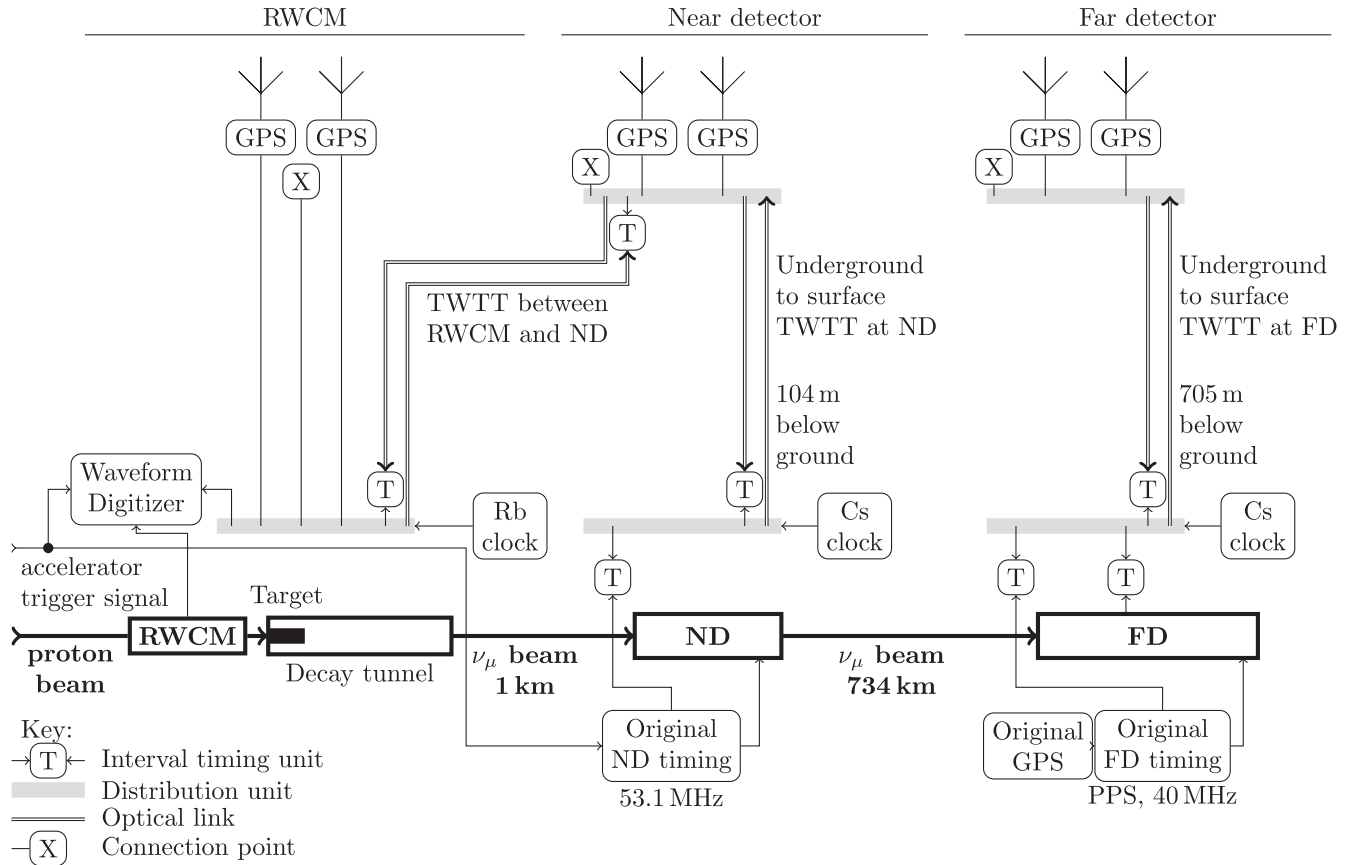 RWCM
Near detector
Far detector
GPS
GPS
GPS
GPS
GPS
GPS
X
X
X
T
TWTT between
RWCM and ND
Underground
to surface
TWTT at ND
Underground
to surface
TWTT at FD
104 m
below
ground
705 m
below
ground
Waveform
Digitizer
T
T
T
Rb
clock
Cs
clock
Cs
clock
accelerator
trigger signal
T
T
T
Target
RWCM
ND
FD
proton
beam
Decay tunnel
νμ beam
1 km
νμ beam
734 km
Original
ND timing
53.1 MHz
Original
GPS
Original
FD timing
PPS, 40 MHz
Key:
T Interval timing unit
Distribution unit
Optical link
X Connection point